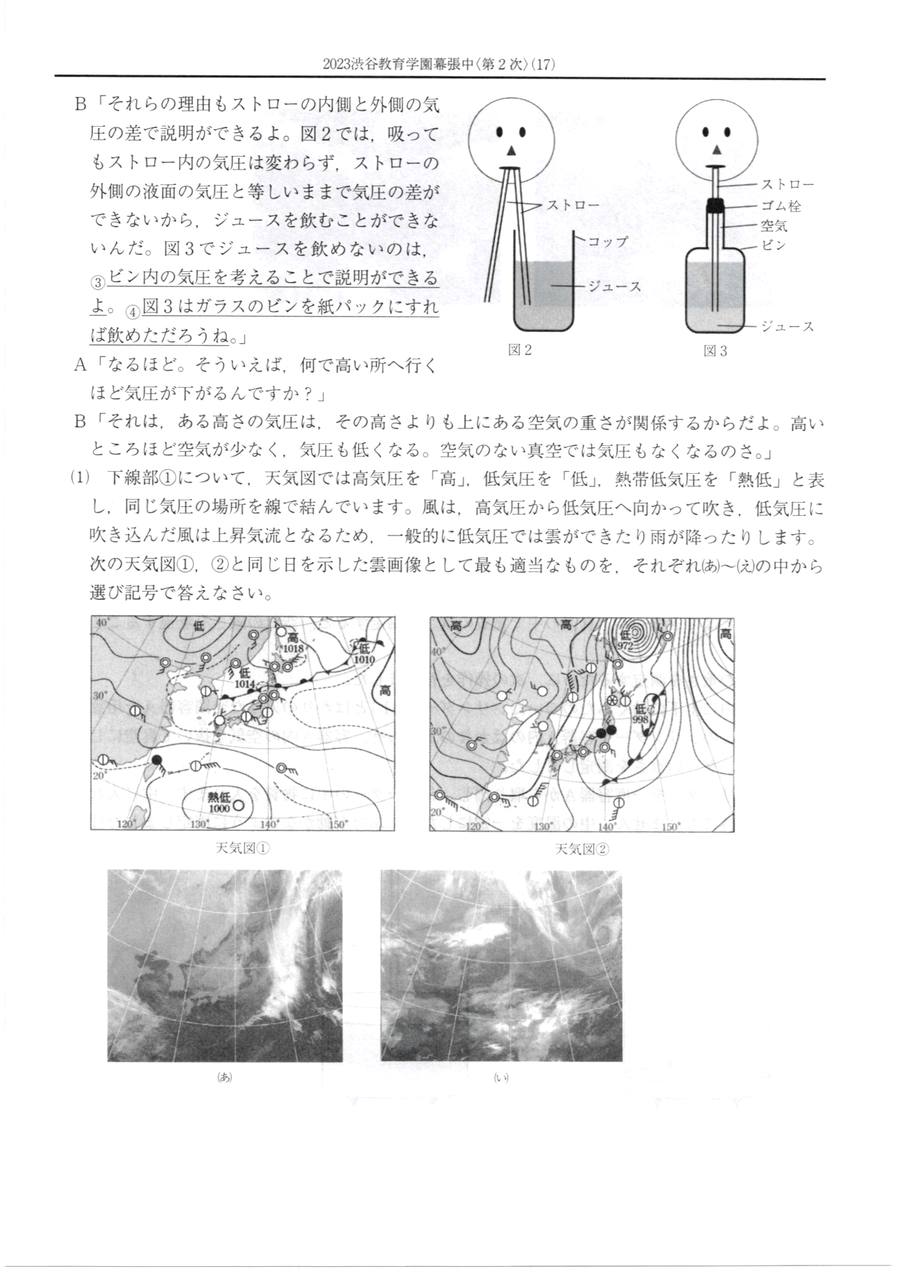 2023渋谷教育学園幕張中〈第2次〉(17)
B「それらの理由もストローの内側と外側の気
圧の差で説明ができるよ。図2では，吸って
もストロー内の気圧は変わらず，ストローの
外側の液面の気圧と等しいままで気圧の差が
できないから，ジュースを飲むことができな
いんだ。図3でジュースを飲めないのは，
③ビン内の気圧を考えることで説明ができる
よ。④図3はガラスのビンを紙パックにすれ
ば飲めただろうね。」
ストロー
コップ
ジュース
図2
ストロー
ゴム栓
空気
ビン
ジュース
図3
A「なるほど。そういえば，何で高い所へ行く
ほど気圧が下がるんですか？」
B「それは，ある高さの気圧は，その高さよりも上にある空気の重さが関係するからだよ。高い
ところほど空気が少なく，気圧も低くなる。空気のない真空では気圧もなくなるのさ。」
(1) 下線部①について，天気図では高気圧を「高」，低気圧を「低」，熱帯低気圧を「熱低」と表
し，同じ気圧の場所を線で結んでいます。風は，高気圧から低気圧へ向かって吹き，低気圧に
吹き込んだ風は上昇気流となるため，一般的に低気圧では雲ができたり雨が降ったりします。
次の天気図①，②と同じ日を示した雲画像として最も適当なものを，それぞれ(あ)～(え)の中から
選び記号で答えなさい。
40°
低
高
1018
低
1010
低
1014
高
30°
20°
熱低
1000
120°
130°
140°
150°
天気図①
高
高
低
972
高
40°
低
998
30°
20°
120°
130°
140°
150°
天気図②
(あ)
(い)